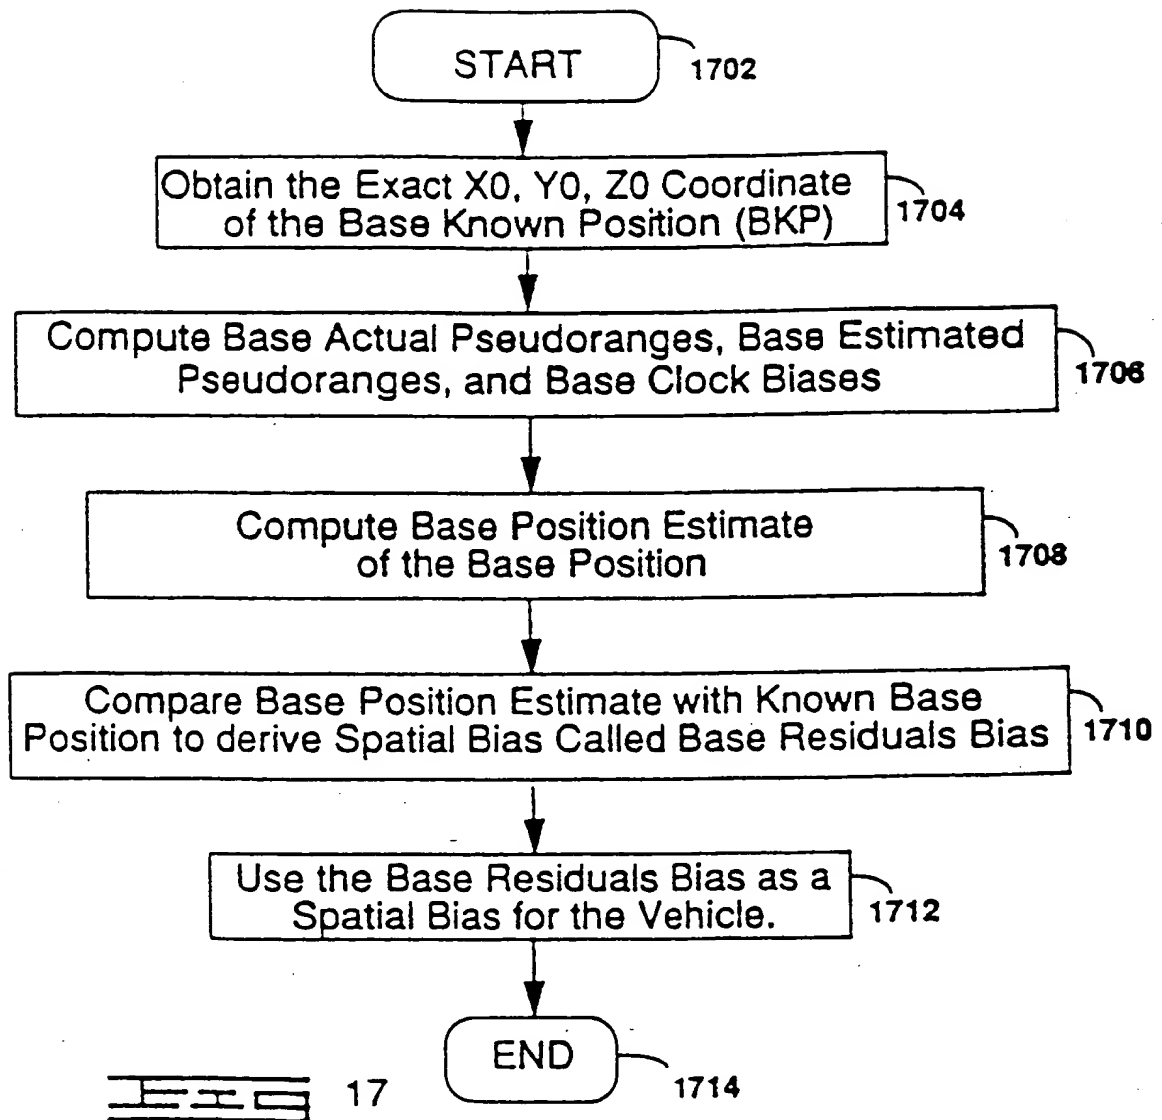 START
1702
Obtain the Exact X0, Y0, Z0 Coordinate
of the Base Known Position (BKP)
1704
Compute Base Actual Pseudoranges, Base Estimated
Pseudoranges, and Base Clock Biases
1706
Compute Base Position Estimate
of the Base Position
1708
Compare Base Position Estimate with Known Base
Position to derive Spatial Bias Called Base Residuals Bias
1710
Use the Base Residuals Bias as a
Spatial Bias for the Vehicle.
1712
END
1714
17